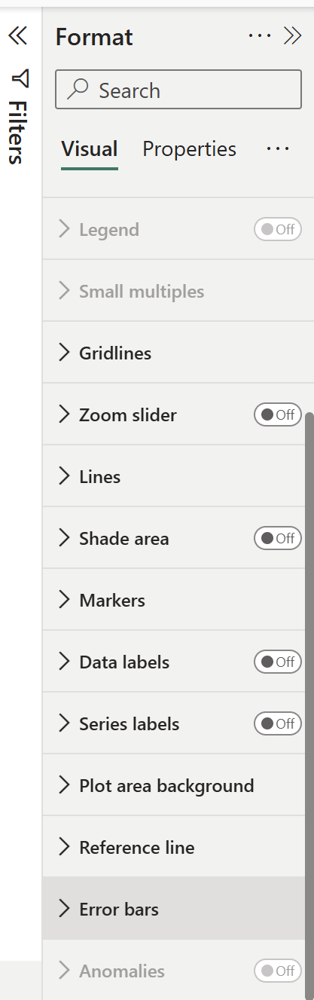 Format
Filters
Search
Visual Properties
Legend Off
Small multiples
Gridlines
Zoom slider Off
Lines
Shade area Off
Markers
Data labels Off
Series labels Off
Plot area background
Reference line
Error bars
Anomalies Off